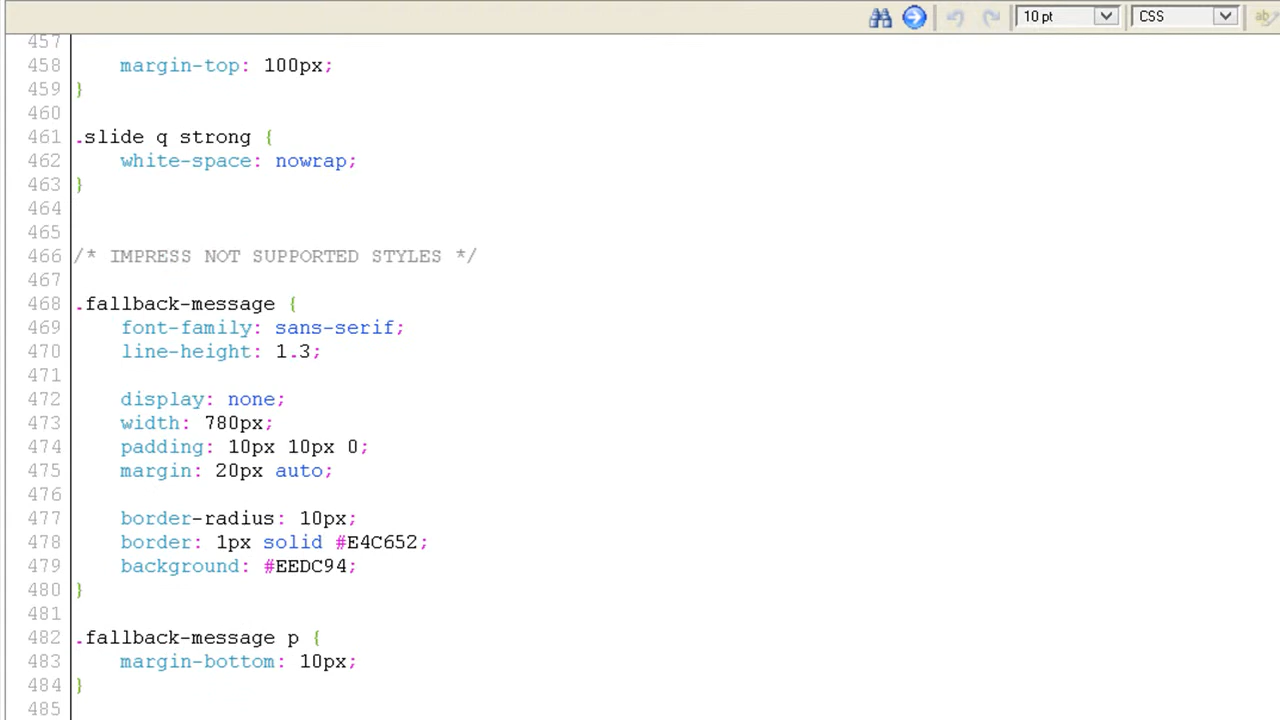 10 pt CSS
457
458 margin-top: 100px;
459 }
460
461 .slide q strong {
462 white-space: nowrap;
463 }
464
465
466 /* IMPRESS NOT SUPPORTED STYLES */
467
468 .fallback-message {
469 font-family: sans-serif;
470 line-height: 1.3;
471
472 display: none;
473 width: 780px;
474 padding: 10px 10px 0;
475 margin: 20px auto;
476
477 border-radius: 10px;
478 border: 1px solid #E4C652;
479 background: #EEDC94;
480 }
481
482 .fallback-message p {
483 margin-bottom: 10px;
484 }
485